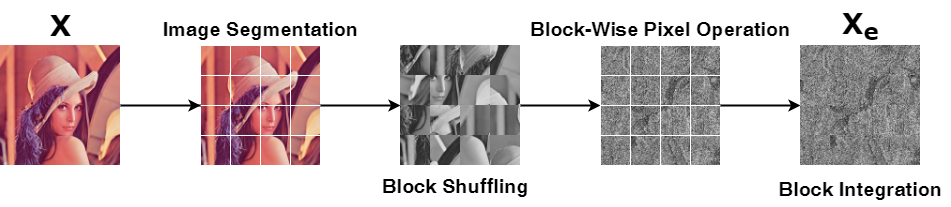 X
Image Segmentation
Block Shuffling
Block-Wise Pixel Operation
Xe
Block Integration